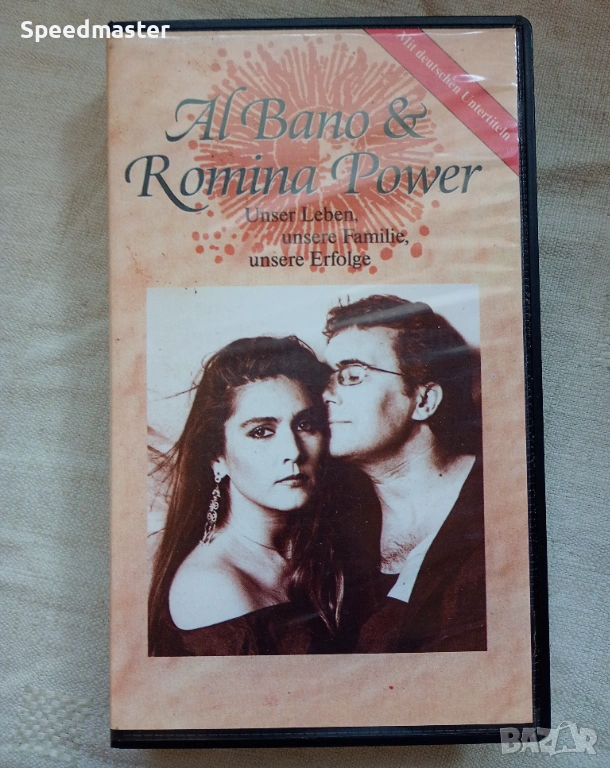 Speedmaster
Mit deutschen Untertiteln
Al Bano &
Romina Power
Unser Leben,
unsere Familie,
unsere Erfolge
BAZAR